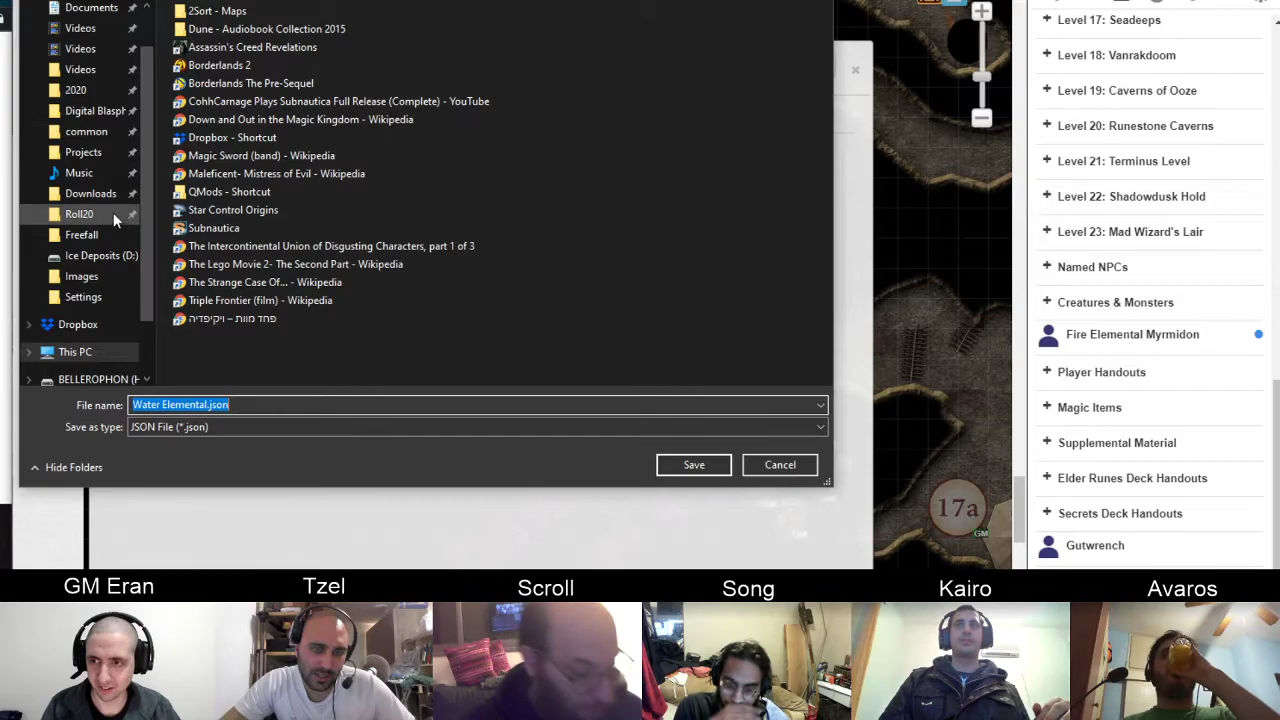 Documents
Videos
Videos
Videos
2020
Digital Blasph
common
Projects
Music
Downloads
Roll20
Freefall
Ice Deposits (D:)
Images
Settings
Dropbox
This PC
BELLEROPHON (H
2Sort - Maps
Dune - Audiobook Collection 2015
Assassin's Creed Revelations
Borderlands 2
Borderlands The Pre-Sequel
CohhCarnage Plays Subnautica Full Release (Complete) - YouTube
Down and Out in the Magic Kingdom - Wikipedia
Dropbox - Shortcut
Magic Sword (band) - Wikipedia
Maleficent- Mistress of Evil - Wikipedia
QMods - Shortcut
Star Control Origins
Subnautica
The Intercontinental Union of Disgusting Characters, part 1 of 3
The Lego Movie 2- The Second Part - Wikipedia
The Strange Case Of... - Wikipedia
Triple Frontier (film) - Wikipedia
פחד מוות – ויקיפדיה
File name: Water Elemental.json
Save as type: JSON File (*.json)
Hide Folders
Save
Cancel
17a
GM
GM
Level 17: Seadeeps
Level 18: Vanrakdoom
Level 19: Caverns of Ooze
Level 20: Runestone Caverns
Level 21: Terminus Level
Level 22: Shadowdusk Hold
Level 23: Mad Wizard's Lair
Named NPCs
Creatures & Monsters
Fire Elemental Myrmidon
Player Handouts
Magic Items
Supplemental Material
Elder Runes Deck Handouts
Secrets Deck Handouts
Gutwrench
GM Eran
Tzel
Scroll
Song
Kairo
Avaros